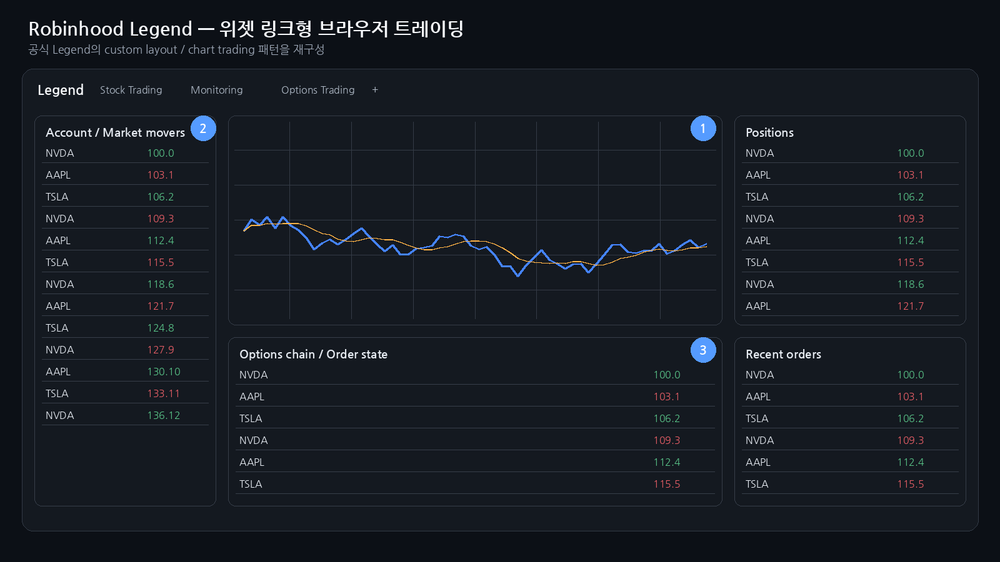 Robinhood Legend — 위젯 링크형 브라우저 트레이딩
공식 Legend의 custom layout / chart trading 패턴을 재구성
Legend Stock Trading Monitoring Options Trading +
Account / Market movers 2
NVDA 100.0
AAPL 103.1
TSLA 106.2
NVDA 109.3
AAPL 112.4
TSLA 115.5
NVDA 118.6
AAPL 121.7
TSLA 124.8
NVDA 127.9
AAPL 130.10
TSLA 133.11
NVDA 136.12
1
Positions
NVDA 100.0
AAPL 103.1
TSLA 106.2
NVDA 109.3
AAPL 112.4
TSLA 115.5
NVDA 118.6
AAPL 121.7
Options chain / Order state 3
NVDA 100.0
AAPL 103.1
TSLA 106.2
NVDA 109.3
AAPL 112.4
TSLA 115.5
Recent orders
NVDA 100.0
AAPL 103.1
TSLA 106.2
NVDA 109.3
AAPL 112.4
TSLA 115.5